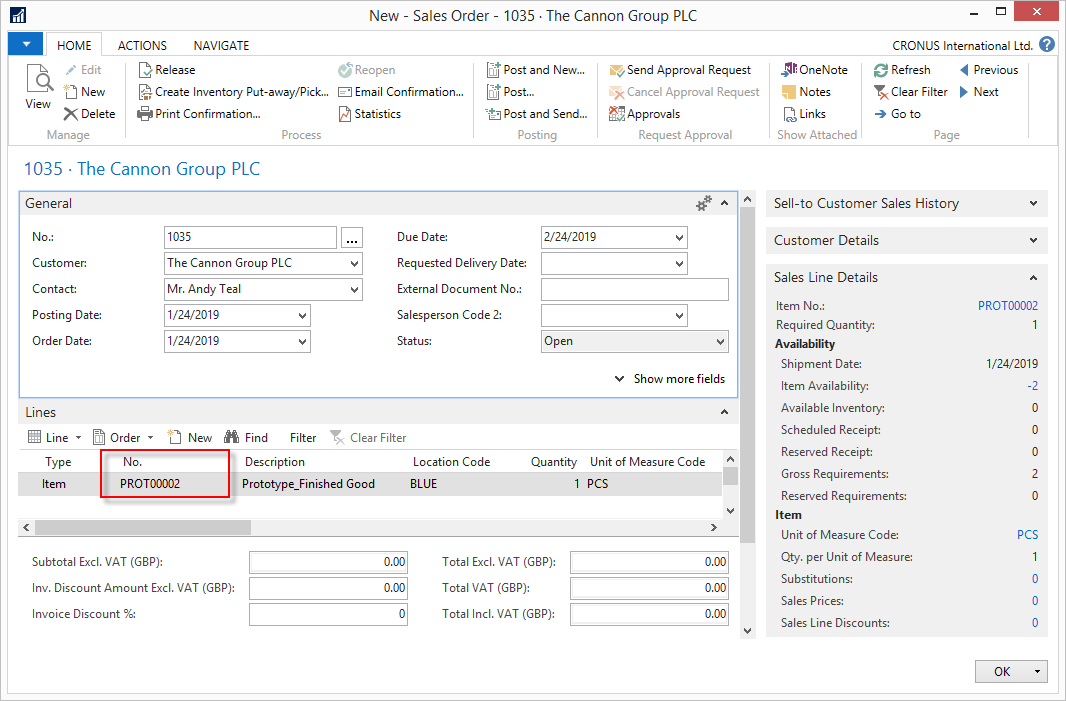 New - Sales Order - 1035 · The Cannon Group PLC
HOME ACTIONS NAVIGATE CRONUS International Ltd. ?
View
Edit
New
Delete
Manage
Release
Create Inventory Put-away/Pick...
Print Confirmation...
Reopen
Email Confirmation...
Statistics
Process
Post and New...
Post...
Post and Send...
Posting
Send Approval Request
Cancel Approval Request
Approvals
Request Approval
OneNote
Notes
Links
Show Attached
Refresh
Clear Filter
Go to
Previous
Next
Page
1035 · The Cannon Group PLC
General
No.: 1035 ...
Customer: The Cannon Group PLC
Contact: Mr. Andy Teal
Posting Date: 1/24/2019
Order Date: 1/24/2019
Due Date: 2/24/2019
Requested Delivery Date:
External Document No.:
Salesperson Code 2:
Status: Open
Show more fields
Lines
Line Order New Find Filter Clear Filter
Type No. Description Location Code Quantity Unit of Measure Code
Item PROT00002 Prototype_Finished Good BLUE 1 PCS
Subtotal Excl. VAT (GBP): 0.00
Inv. Discount Amount Excl. VAT (GBP): 0.00
Invoice Discount %: 0
Total Excl. VAT (GBP): 0.00
Total VAT (GBP): 0.00
Total Incl. VAT (GBP): 0.00
Sell-to Customer Sales History
Customer Details
Sales Line Details
Item No.: PROT00002
Required Quantity: 1
Availability
Shipment Date: 1/24/2019
Item Availability: -2
Available Inventory: 0
Scheduled Receipt: 0
Reserved Receipt: 0
Gross Requirements: 2
Reserved Requirements: 0
Item
Unit of Measure Code: PCS
Qty. per Unit of Measure: 1
Substitutions: 0
Sales Prices: 0
Sales Line Discounts: 0
OK